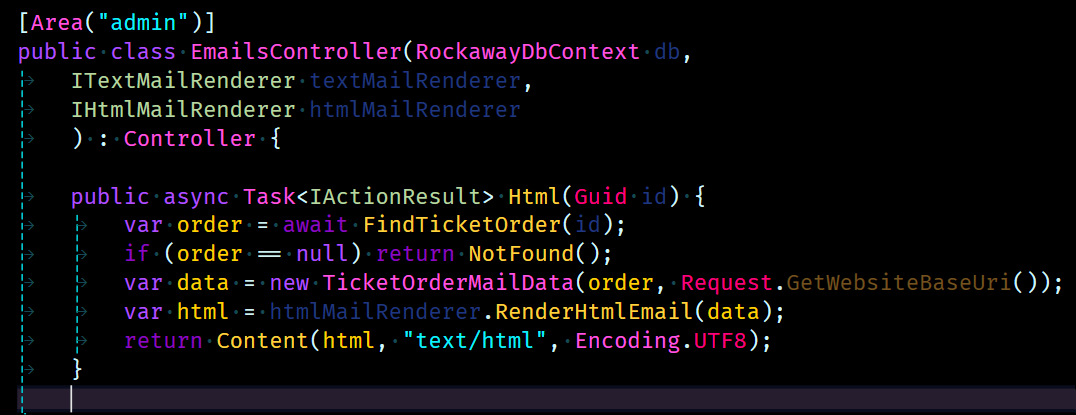 [Area("admin")]
public class EmailsController(RockawayDbContext db,
ITextMailRenderer textMailRenderer,
IHtmlMailRenderer htmlMailRenderer
) : Controller {
public async Task<IActionResult> Html(Guid id) {
var order = await FindTicketOrder(id);
if (order == null) return NotFound();
var data = new TicketOrderMailData(order, Request.GetWebsiteBaseUri());
var html = htmlMailRenderer.RenderHtmlEmail(data);
return Content(html, "text/html", Encoding.UTF8);
}